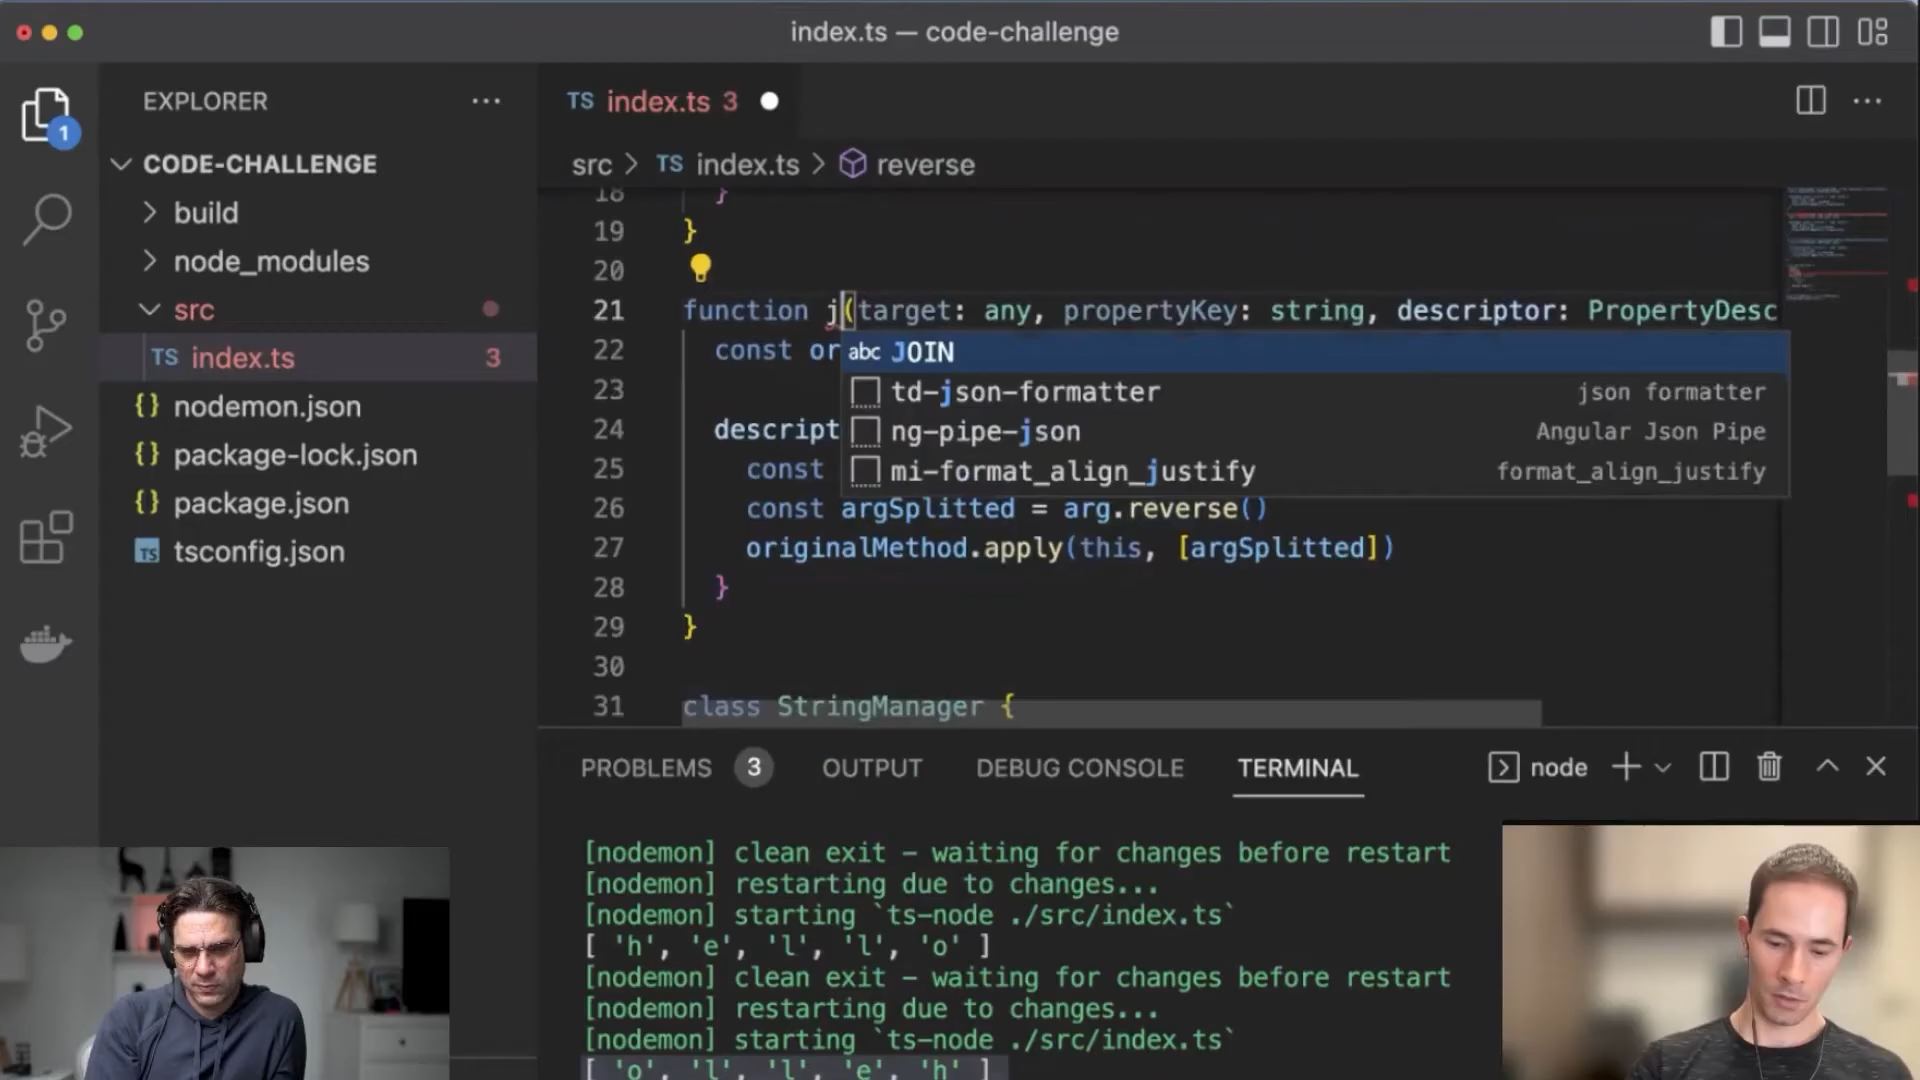 index.ts — code-challenge
EXPLORER
TS index.ts 3
1
CODE-CHALLENGE
src > TS index.ts > reverse
build
node_modules
src
TS index.ts 3
nodemon.json
package-lock.json
package.json
TS tsconfig.json
18 }
19 }
20
21 function j(target: any, propertyKey: string, descriptor: PropertyDesc
22 const or
abc JOIN
23
td-json-formatter json formatter
24 descript
ng-pipe-json Angular Json Pipe
25 const
mi-format_align_justify format_align_justify
26 const argSplitted = arg.reverse()
27 originalMethod.apply(this, [argSplitted])
28 }
29 }
30
31 class StringManager {
PROBLEMS 3 OUTPUT DEBUG CONSOLE TERMINAL node
[nodemon] clean exit - waiting for changes before restart
[nodemon] restarting due to changes...
[nodemon] starting `ts-node ./src/index.ts`
[ 'h', 'e', 'l', 'l', 'o' ]
[nodemon] clean exit - waiting for changes before restart
[nodemon] restarting due to changes...
[nodemon] starting `ts-node ./src/index.ts`
[ 'o', 'l', 'l', 'e', 'h' ]